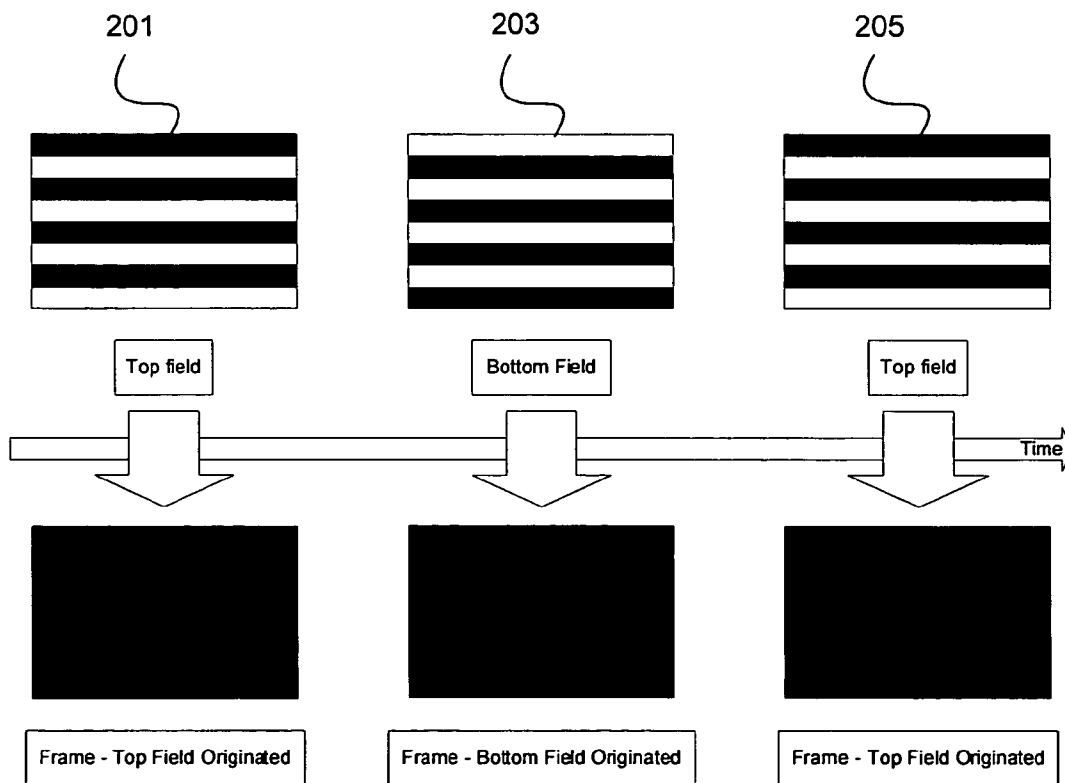 201
203
205
Top field
Bottom Field
Top field
Time
Frame - Top Field Originated
Frame - Bottom Field Originated
Frame - Top Field Originated